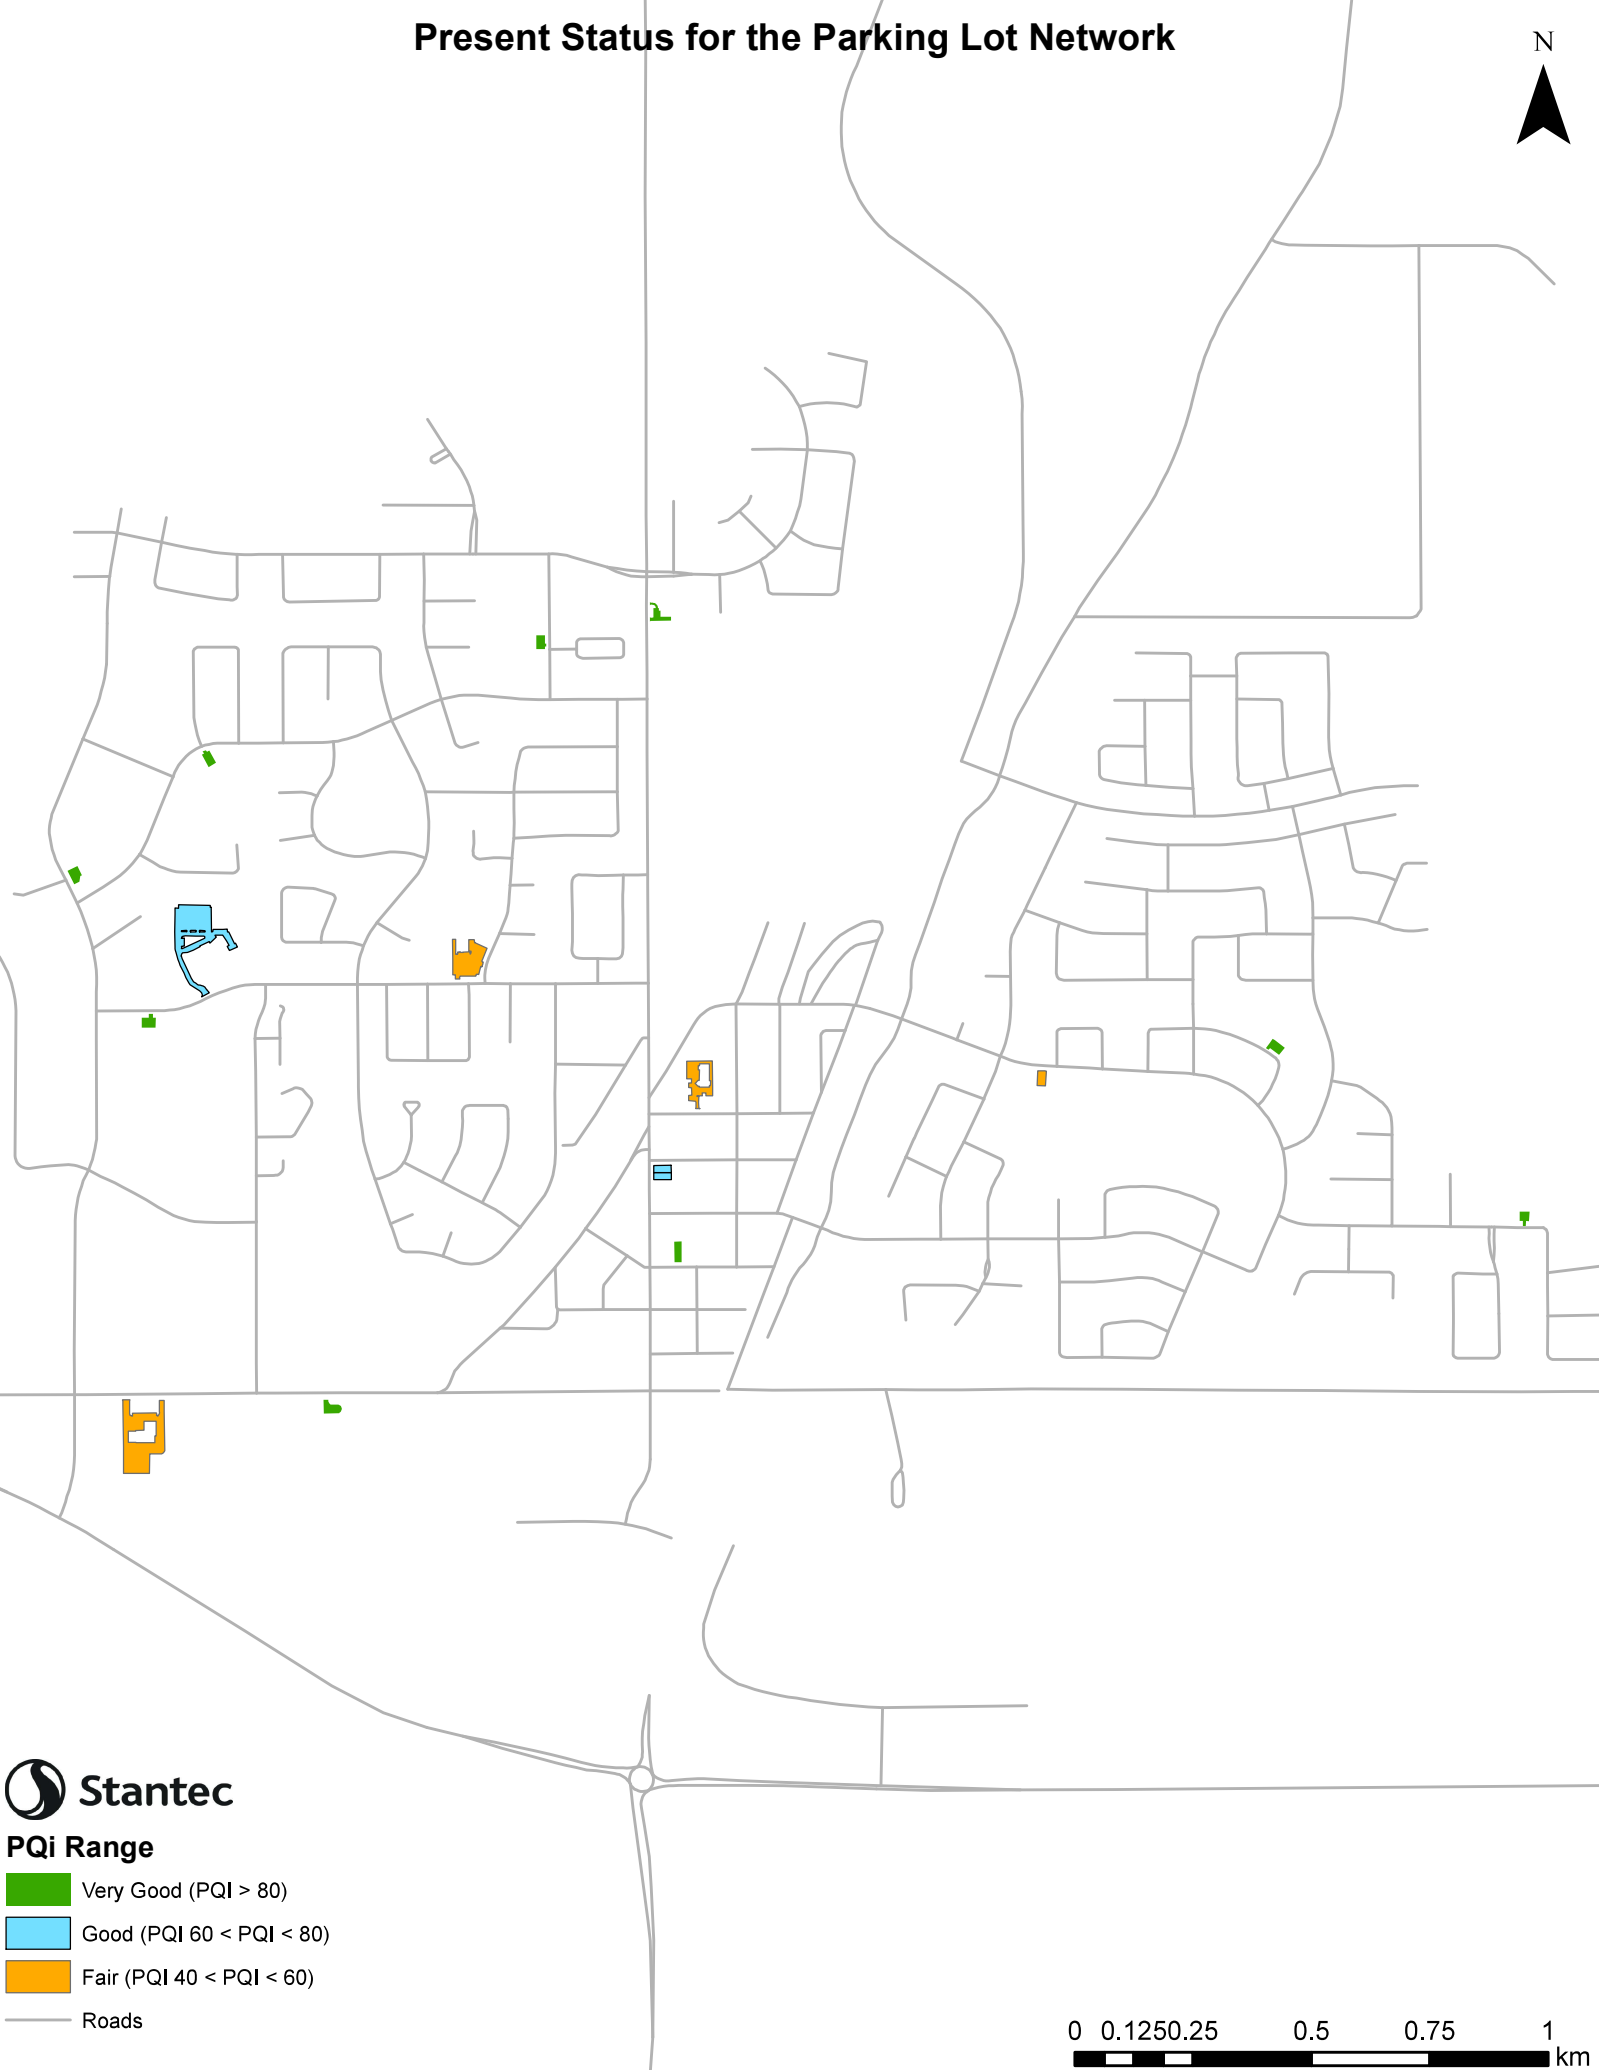 Present Status for the Parking Lot Network
N
Stantec
PQi Range
Very Good (PQI > 80)
Good (PQI 60 < PQI < 80)
Fair (PQI 40 < PQI < 60)
Roads
0 0.1250.25 0.5 0.75 1
km